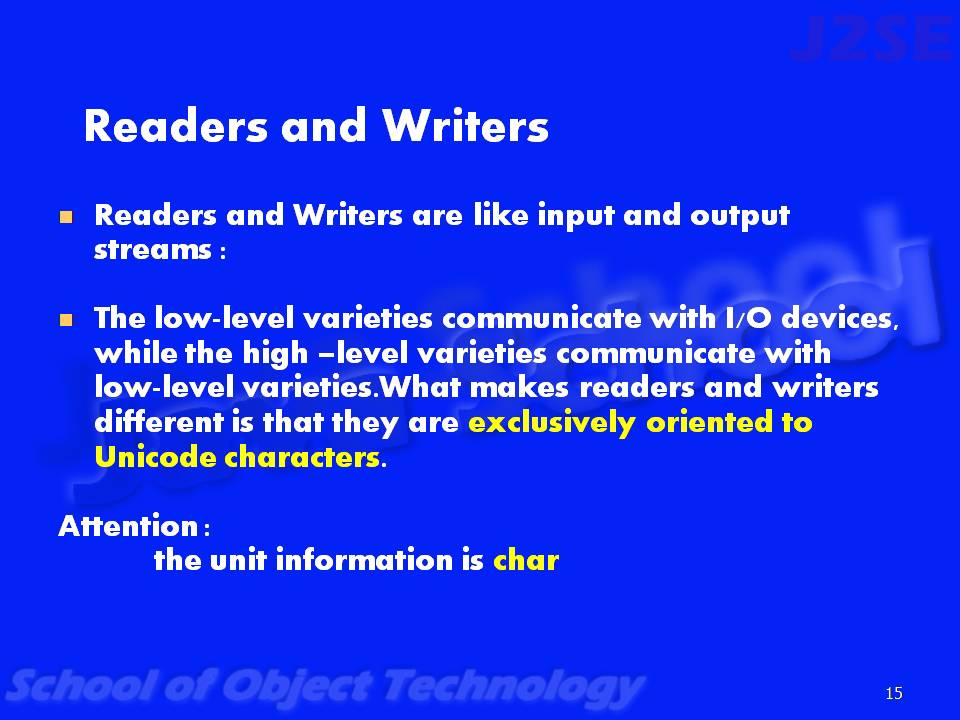 J2SE
Readers and Writers
Readers and Writers are like input and output
streams :
The low-level varieties communicate with I/O devices,
while the high –level varieties communicate with
low-level varieties.What makes readers and writers
different is that they are exclusively oriented to
Unicode characters.
Attention :
the unit information is char
School of Object Technology
15